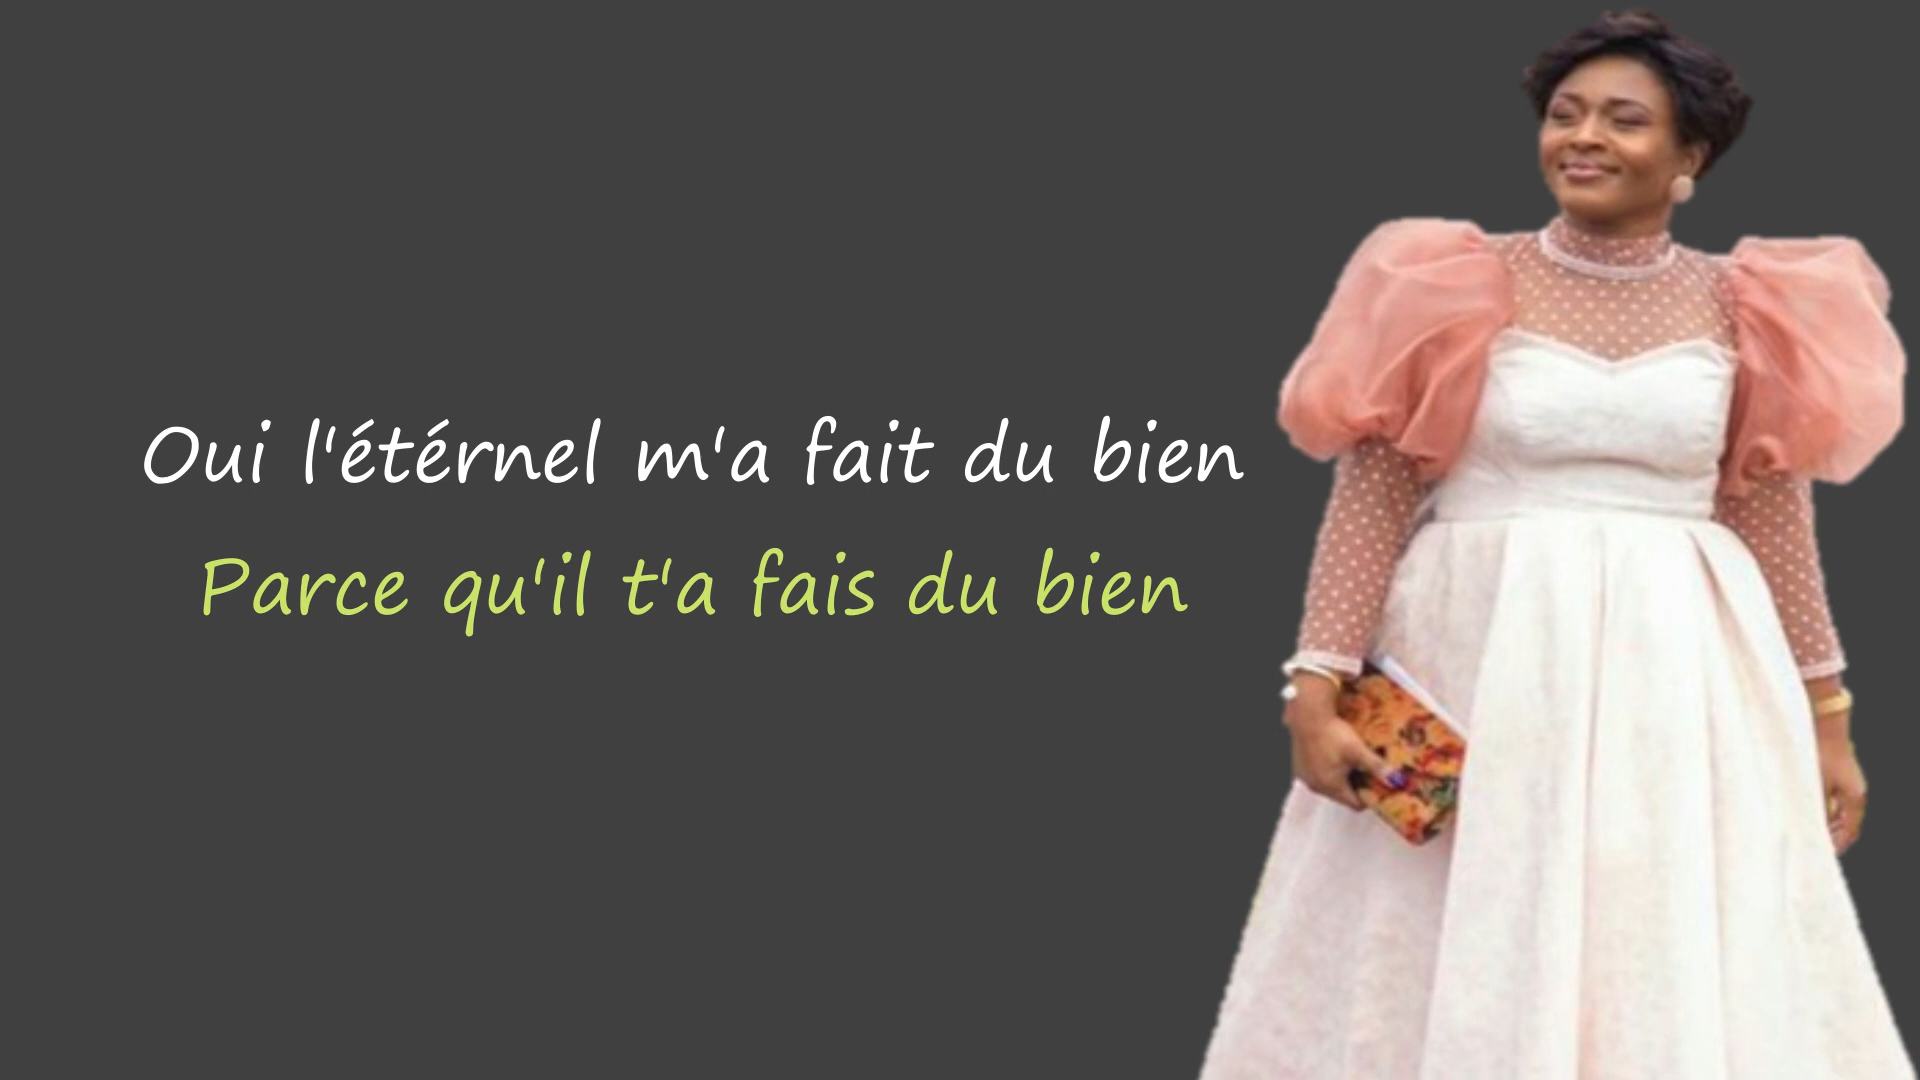 Oui l'étérnel m'a fait du bien
Parce qu'il t'a fais du bien